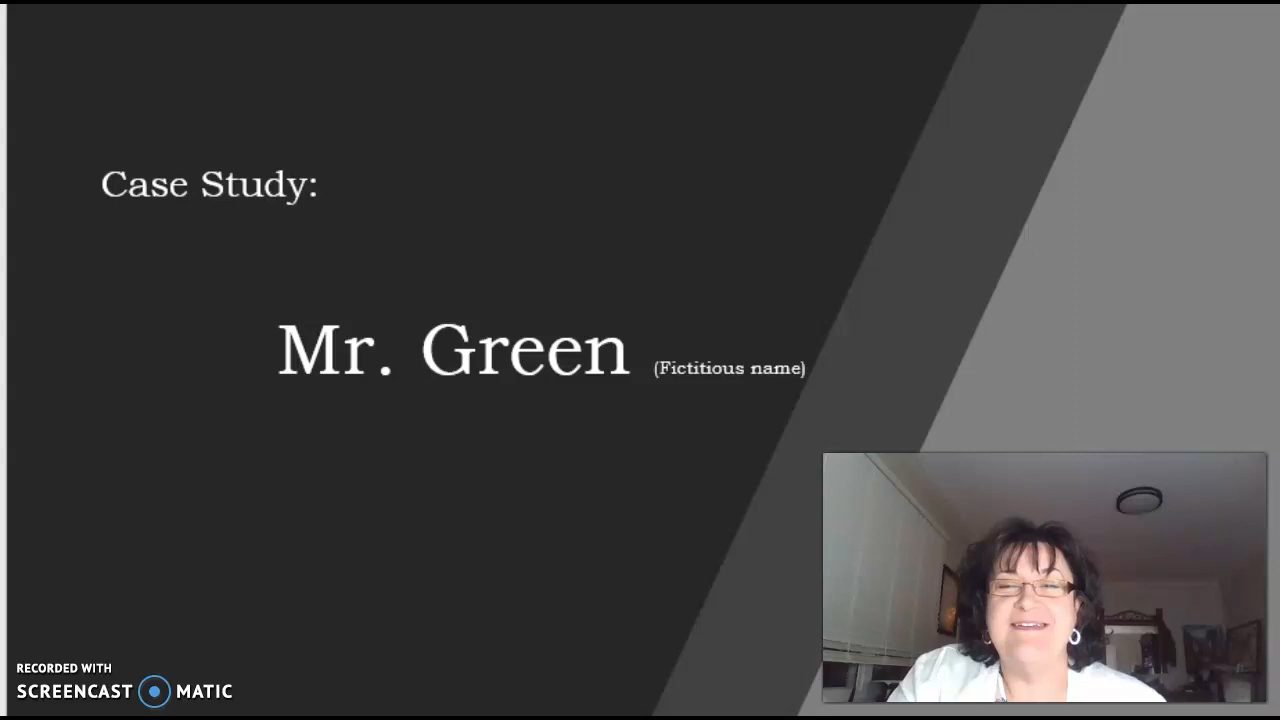 Case Study:
Mr. Green (Fictitious name)
RECORDED WITH
SCREENCAST MATIC